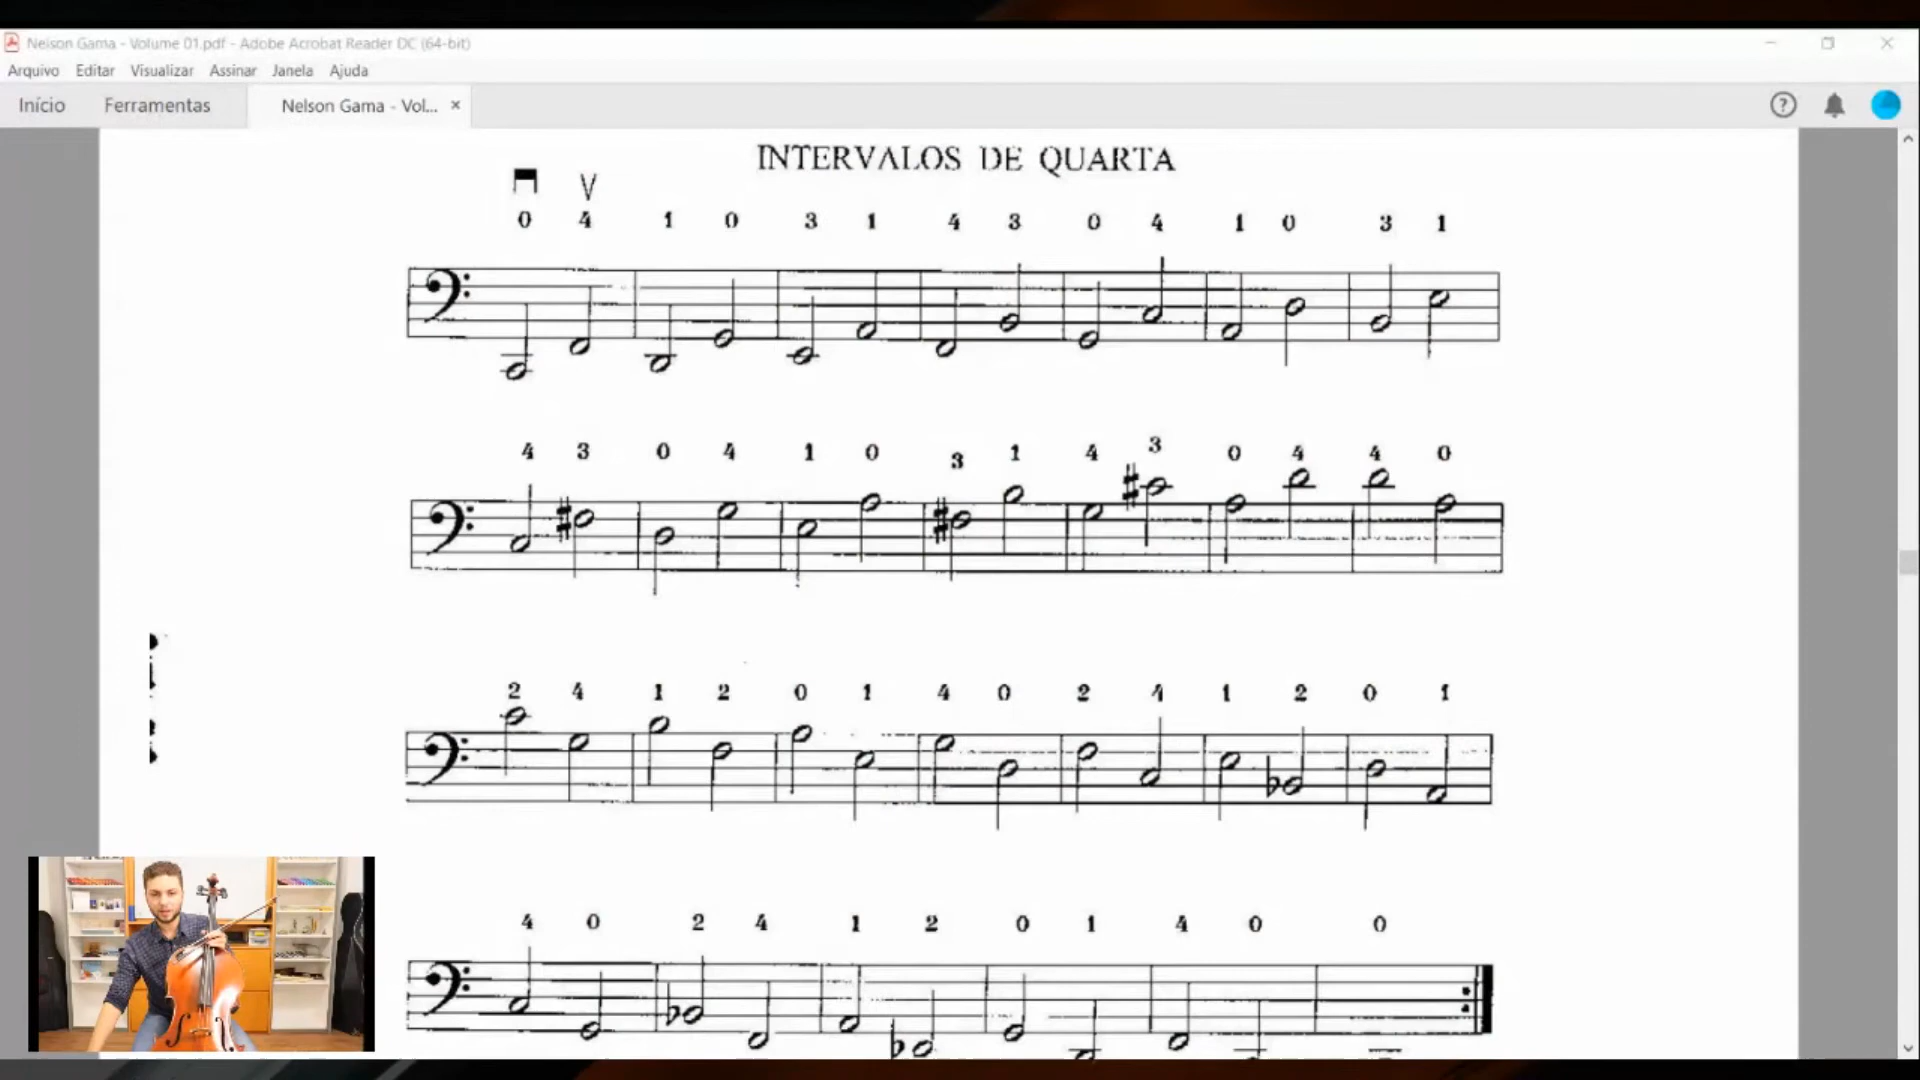 Nelson Gama - Volume 01.pdf - Adobe Acrobat Reader DC (64-bit)
Arquivo Editar Visualizar Assinar Janela Ajuda
Início Ferramentas Nelson Gama - Vol... ×
INTERVALOS DE QUARTA
0 4 1 0 3 1 4 3 0 4 1 0 3 1
4 3 0 4 1 0 3 1 4 3 0 4 4 0
2 4 1 2 0 1 4 0 2 4 1 2 0 1
4 0 2 4 1 2 0 1 4 0 0